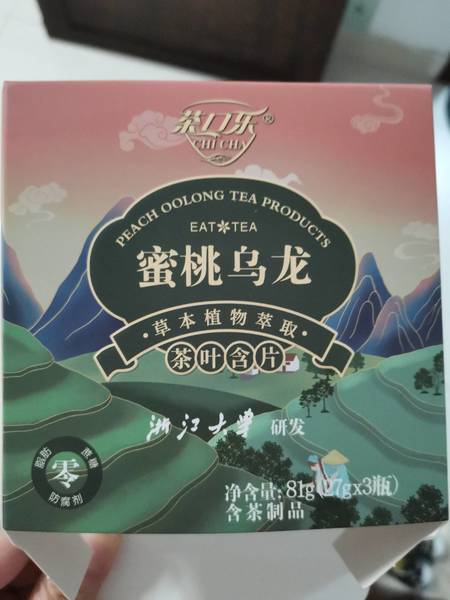 茶口乐®
CHI CHA
PEACH OOLONG TEA PRODUCTS
EAT TEA
蜜桃乌龙
·草本植物萃取·
茶叶含片
浙江大学 研发
脂肪 蔗糖
零
防腐剂
净含量:81g(27gx3瓶)
含茶制品